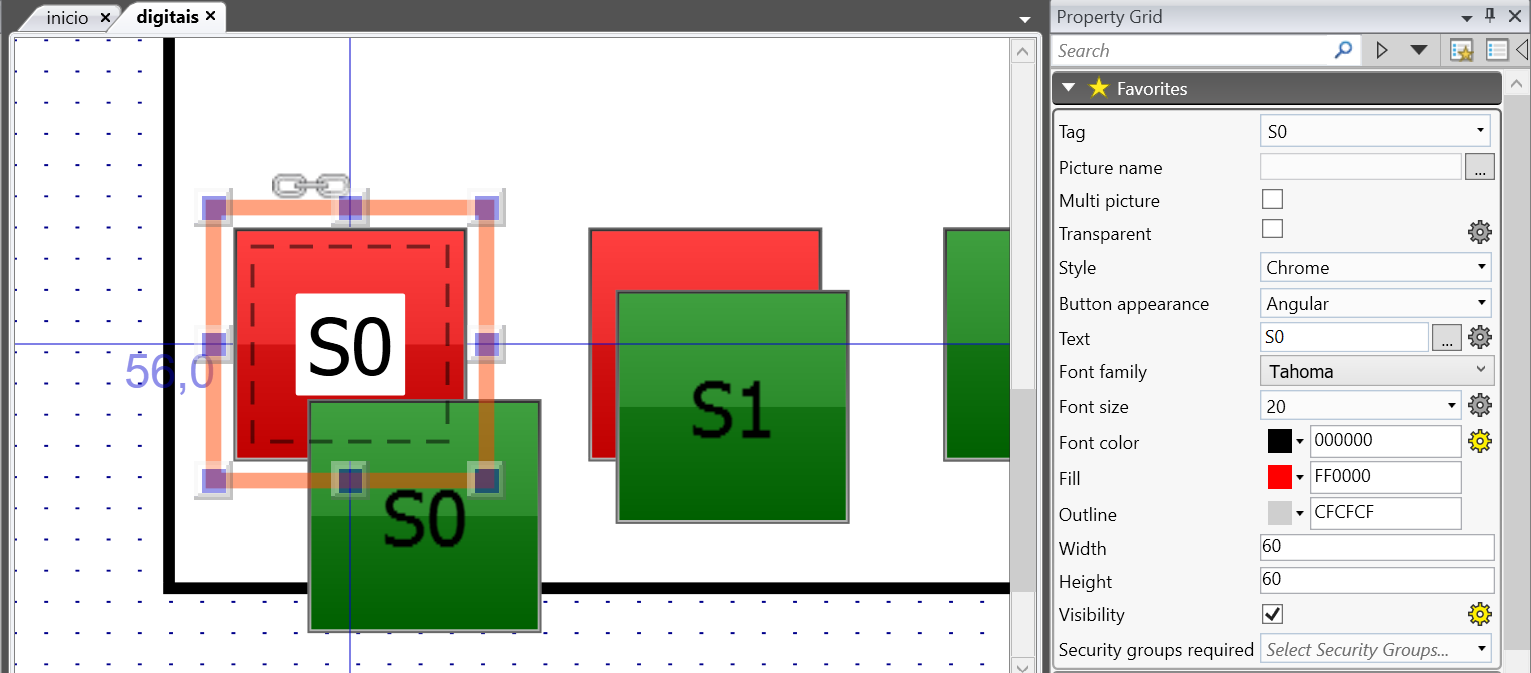 inicio
digitais
S0
56,0
S0
S1
Property Grid
Search
Favorites
Tag S0
Picture name ...
Multi picture
Transparent
Style Chrome
Button appearance Angular
Text S0 ...
Font family Tahoma
Font size 20
Font color 000000
Fill FF0000
Outline CFCFCF
Width 60
Height 60
Visibility
Security groups required Select Security Groups...